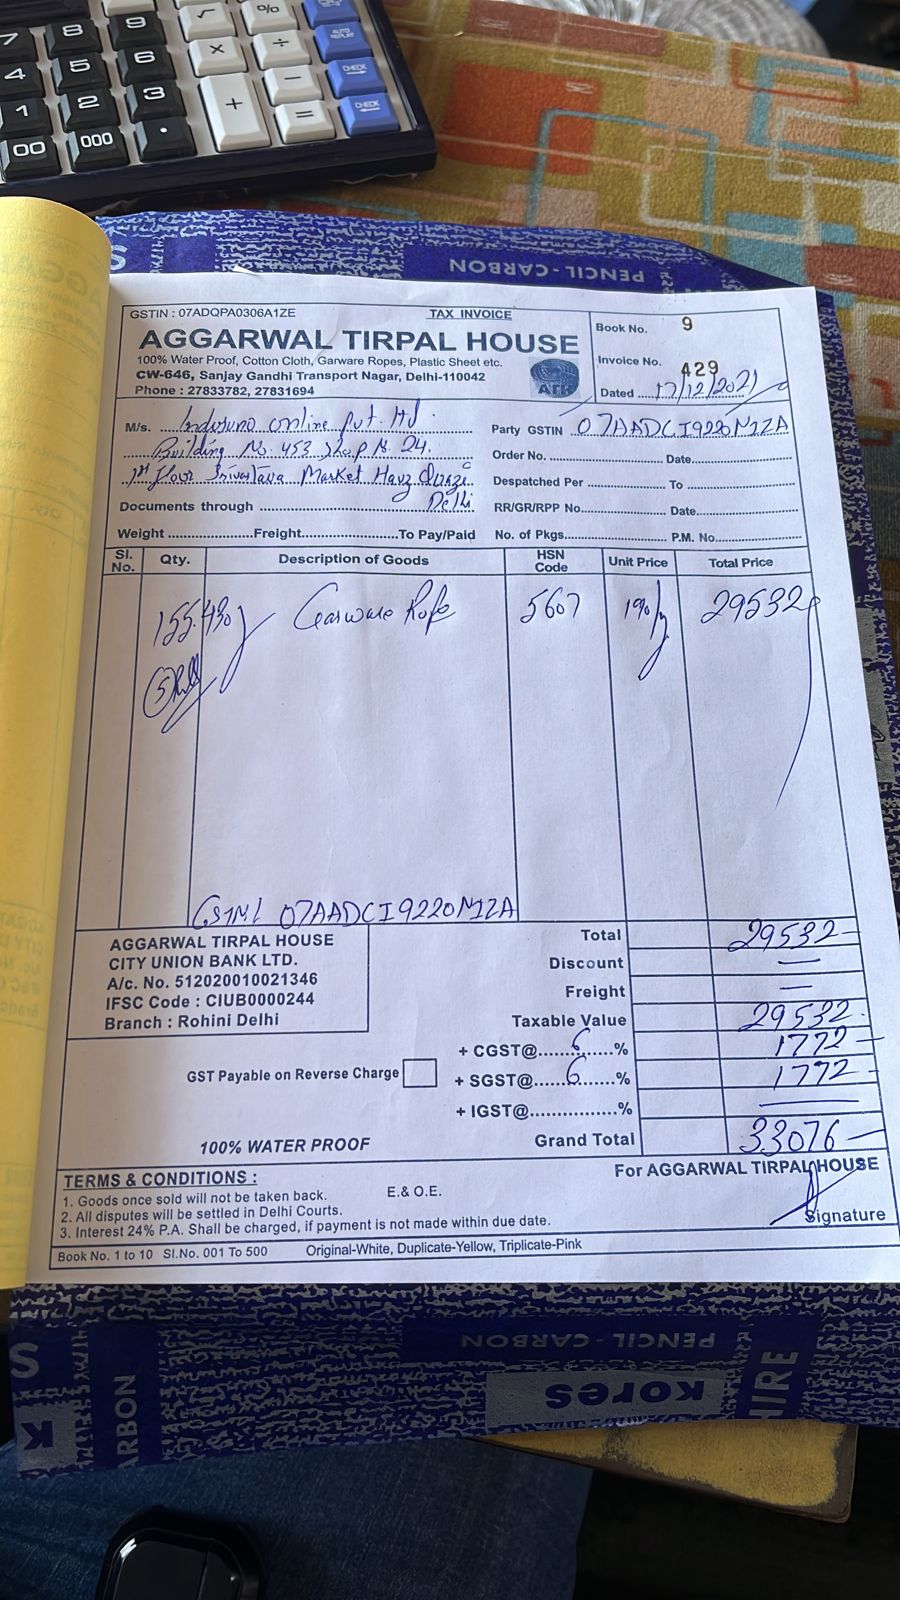 7 8 9 √ %
4 5 6 × ÷ AUTO REPLAY
1 2 3 + − CHECK
00 000 . = CHECK
PENCIL - CARBON
GSTIN : 07ADQPA0306A1ZE TAX INVOICE
AGGARWAL TIRPAL HOUSE
100% Water Proof, Cotton Cloth, Garware Ropes, Plastic Sheet etc.
CW-646, Sanjay Gandhi Transport Nagar, Delhi-110042
Phone : 27833782, 27831694
ATH
Book No. 9
Invoice No. 429
Dated 17/12/2021
M/s. online Pvt. Ltd.
Building No. 453 Shop N. 24.
1st floor Market Hauz
Delhi
Documents through
Weight Freight To Pay/Paid
Party GSTIN 07AADCI9220N1ZA
Order No. Date
Despatched Per To
RR/GR/RPP No. Date
No. of Pkgs. P.M. No.
Sl. No. Qty. Description of Goods HSN Code Unit Price Total Price
155.430 Garware Rope 5607 190/ 29532
5
GSTN 07AADCI9220N1ZA
AGGARWAL TIRPAL HOUSE
CITY UNION BANK LTD.
A/c. No. 512020010021346
IFSC Code : CIUB0000244
Branch : Rohini Delhi
Total 29532
Discount —
Freight —
Taxable Value 29532
+ CGST@ 6 % 1772
+ SGST@ 6 % 1772
+ IGST@ %
GST Payable on Reverse Charge
100% WATER PROOF
Grand Total 33076
TERMS & CONDITIONS :
E.& O.E.
1. Goods once sold will not be taken back.
2. All disputes will be settled in Delhi Courts.
3. Interest 24% P.A. Shall be charged, if payment is not made within due date.
For AGGARWAL TIRPAL HOUSE
Signature
Book No. 1 to 10 Sl.No. 001 To 500 Original-White, Duplicate-Yellow, Triplicate-Pink
PENCIL - CARBON
KORES